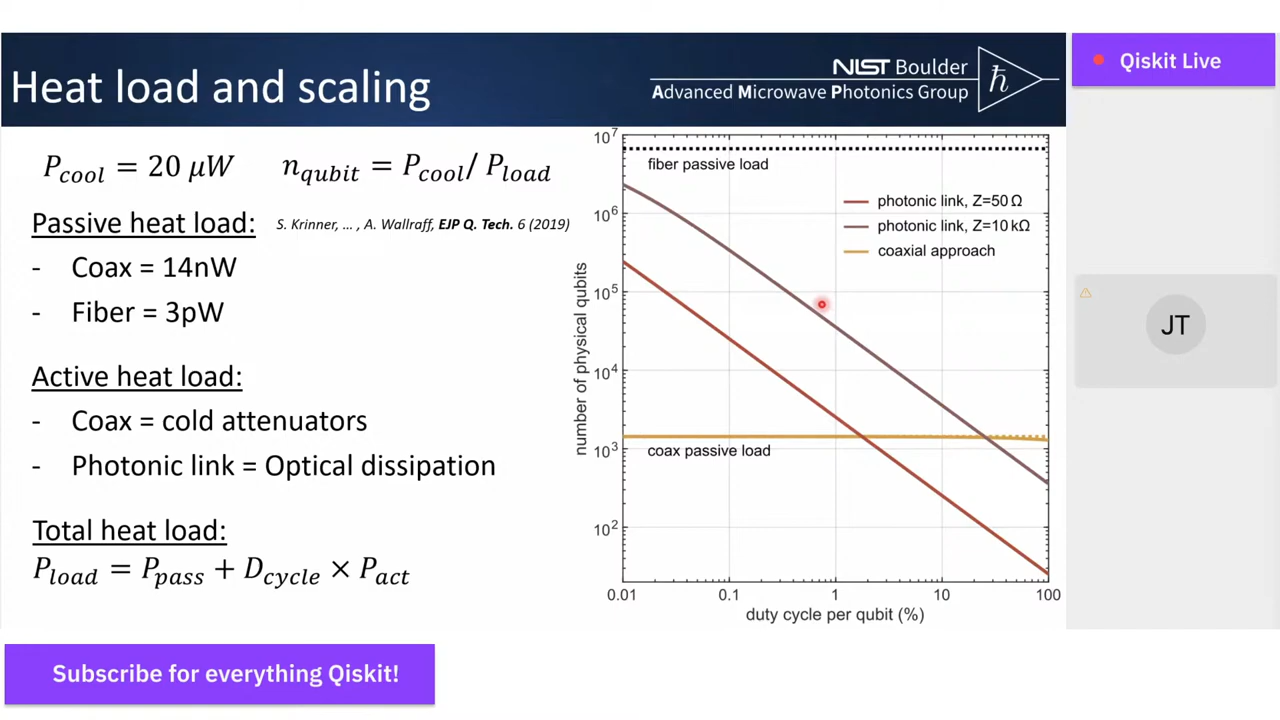 Heat load and scaling
NIST Boulder
Advanced Microwave Photonics Group
ħ
Qiskit Live
P_cool = 20 μW
n_qubit = P_cool / P_load
Passive heat load:
S. Krinner, ... , A. Wallraff, EJP Q. Tech. 6 (2019)
- Coax = 14nW
- Fiber = 3pW
Active heat load:
- Coax = cold attenuators
- Photonic link = Optical dissipation
Total heat load:
P_load = P_pass + D_cycle × P_act
number of physical qubits
10^7
10^6
10^5
10^4
10^3
10^2
fiber passive load
photonic link, Z=50 Ω
photonic link, Z=10 kΩ
coaxial approach
coax passive load
0.01 0.1 1 10 100
duty cycle per qubit (%)
JT
Subscribe for everything Qiskit!